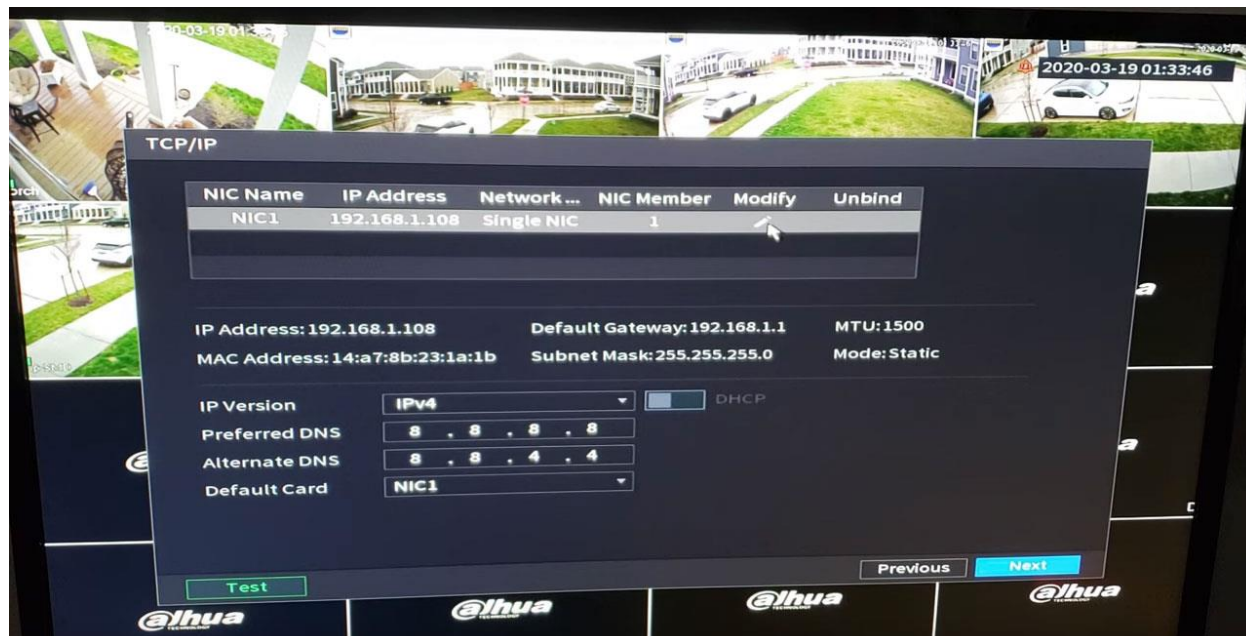 2020-03-19 01:33:46
TCP/IP
NIC Name IP Address Network ... NIC Member Modify Unbind
NIC1 192.168.1.108 Single NIC 1
IP Address:192.168.1.108 Default Gateway:192.168.1.1 MTU:1500
MAC Address:14:a7:8b:23:1a:1b Subnet Mask:255.255.255.0 Mode:Static
IP Version IPv4 DHCP
Preferred DNS 8 . 8 . 8 . 8
Alternate DNS 8 . 8 . 4 . 4
Default Card NIC1
Test Previous Next
alhua alhua alhua alhua
TECHNOLOGY TECHNOLOGY TECHNOLOGY TECHNOLOGY